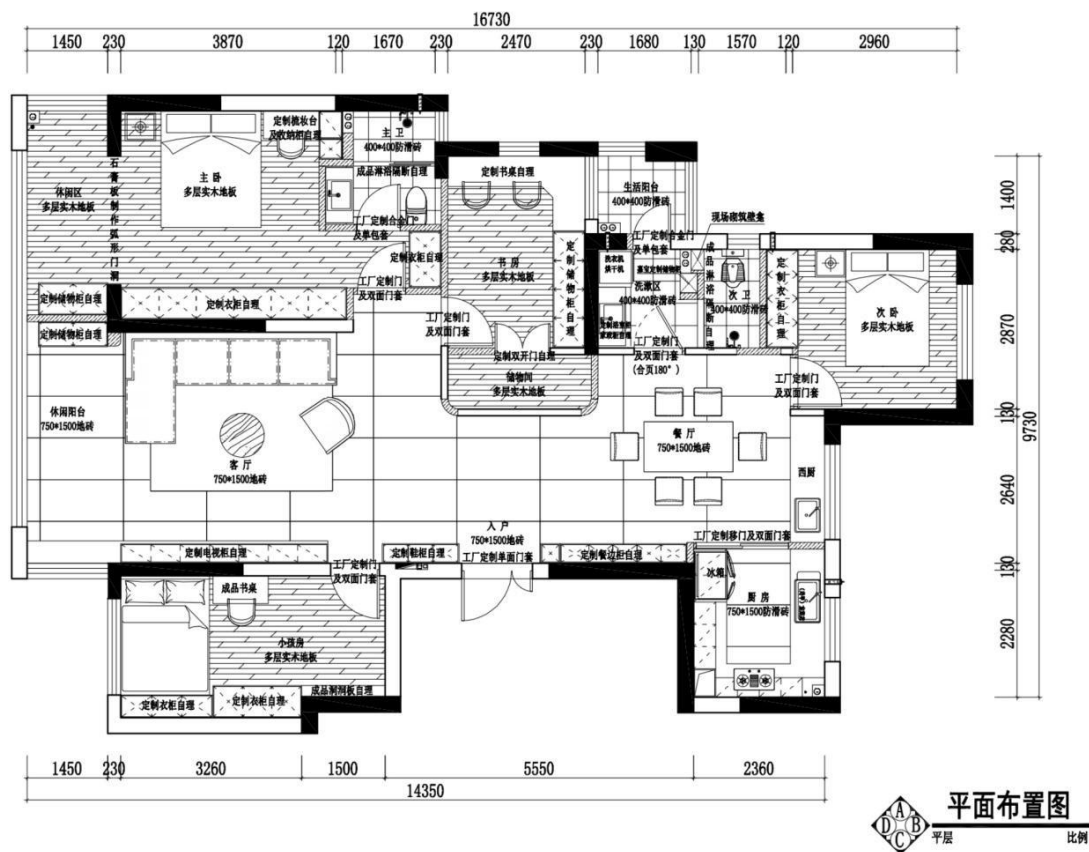 16730
1450 230 3870 120 1670 230 2470 230 1680 130 1570 120 2960
定制梳妆台
及收纳柜自理
主 卫
400*400防滑砖
成品淋浴隔断自理
定制书桌自理
生活阳台
400*400防滑砖
主 卧
多层实木地板
休闲区
多层实木地板
石膏板制作弧形门洞
工厂定制合金门
及单包套
定制衣柜自理
工厂定制门
及双面门套
书 房
多层实木地板
定制储物柜自理
现场砌筑壁龛
工厂定制合金门
及单包套
洗衣机
烘干机
洗漱区
400*400防滑砖
成品淋浴隔断自理
次 卫
400*400防滑砖
定制衣柜自理
次 卧
多层实木地板
定制储物柜自理
定制衣柜自理
定制储物柜自理
工厂定制门
及双面门套
定制双开门自理
储物间
多层实木地板
工厂定制门
及双面门套
(合页180°)
工厂定制门
及双面门套
休闲阳台
750*1500地砖
客 厅
750*1500地砖
餐 厅
750*1500地砖
西厨
入 户
750*1500地砖
工厂定制单面门套
工厂定制移门及双面门套
定制电视柜自理
工厂定制门
及双面门套
定制鞋柜自理
定制餐边柜自理
成品书桌
冰箱
厨 房
750*1500防滑砖
小孩房
多层实木地板
成品洞洞板自理
定制衣柜自理
定制衣柜自理
1400
280
2870
130
2640
130
2280
9730
1450 230 3260 1500 5550 2360
14350
A
D B
C
平面布置图
平层 比例